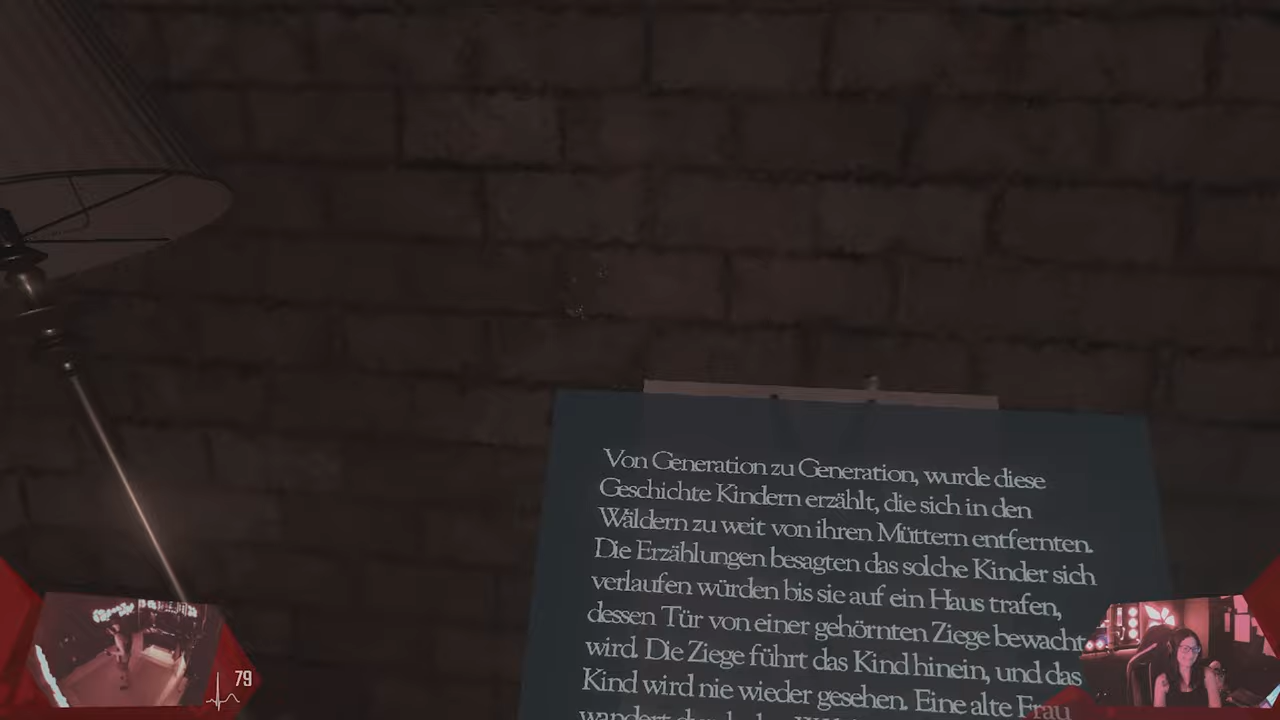 Von Generation zu Generation, wurde diese
Geschichte Kindern erzählt, die sich in den
Wäldern zu weit von ihren Müttern entfernten.
Die Erzählungen besagten das solche Kinder sich
verlaufen würden bis sie auf ein Haus trafen,
dessen Tür von einer gehörnten Ziege bewacht
wird. Die Ziege führt das Kind hinein, und das
Kind wird nie wieder gesehen. Eine alte Frau
wandert
79